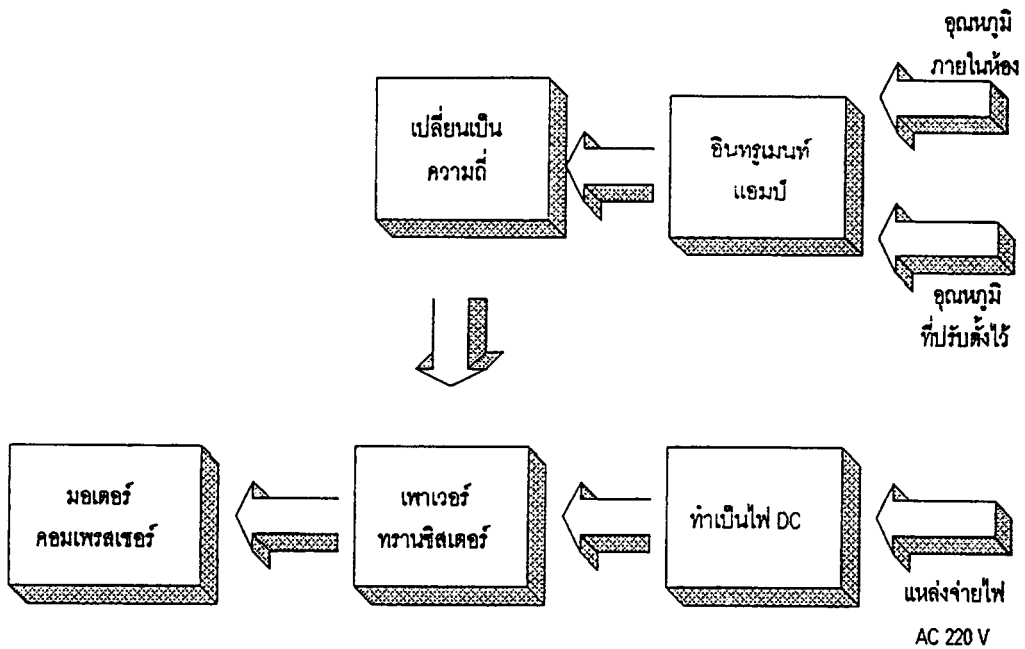 อุณหภูมิ
ภายในห้อง
เปลี่ยนเป็น
ความถี่
อินทรูเมนท์
แอมป์
อุณหภูมิ
ที่ปรับตั้งไว้
มอเตอร์
คอมเพรสเซอร์
เพาเวอร์
ทรานซิสเตอร์
ทำเป็นไฟ DC
แหล่งจ่ายไฟ
AC 220 V